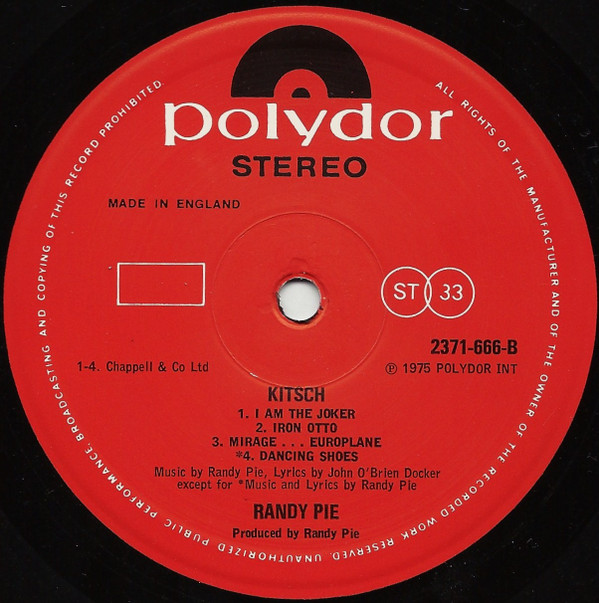 polydor
STEREO
MADE IN ENGLAND
ST 33
2371-666-B
1-4. Chappell & Co Ltd
℗ 1975 POLYDOR INT
KITSCH
1. I AM THE JOKER
2. IRON OTTO
3. MIRAGE . . . EUROPLANE
*4. DANCING SHOES
Music by Randy Pie, Lyrics by John O'Brien Docker
except for *Music and Lyrics by Randy Pie
RANDY PIE
Produced by Randy Pie
ALL RIGHTS OF THE MANUFACTURER AND OF THE OWNER OF THE RECORDED WORK RESERVED. UNAUTHORIZED PUBLIC PERFORMANCE, BROADCASTING AND COPYING OF THIS RECORD PROHIBITED.